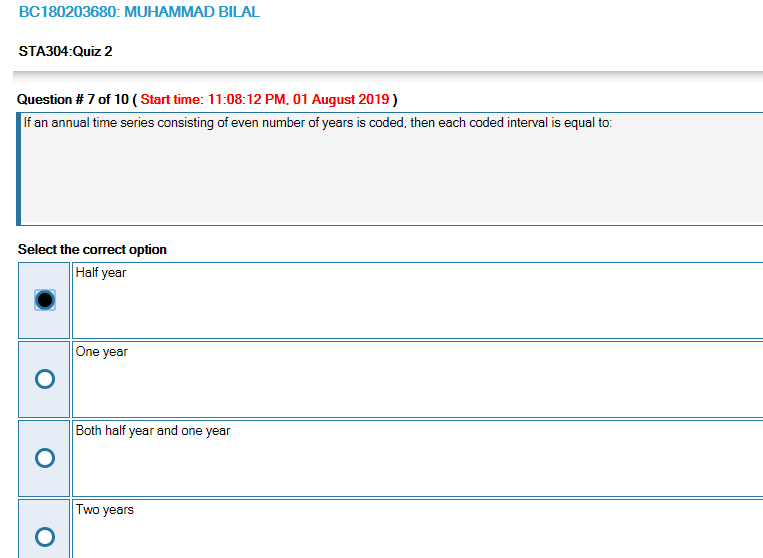 BC180203680: MUHAMMAD BILAL
STA304:Quiz 2
Question # 7 of 10 ( Start time: 11:08:12 PM, 01 August 2019 )
If an annual time series consisting of even number of years is coded, then each coded interval is equal to:
Select the correct option
Half year
One year
Both half year and one year
Two years